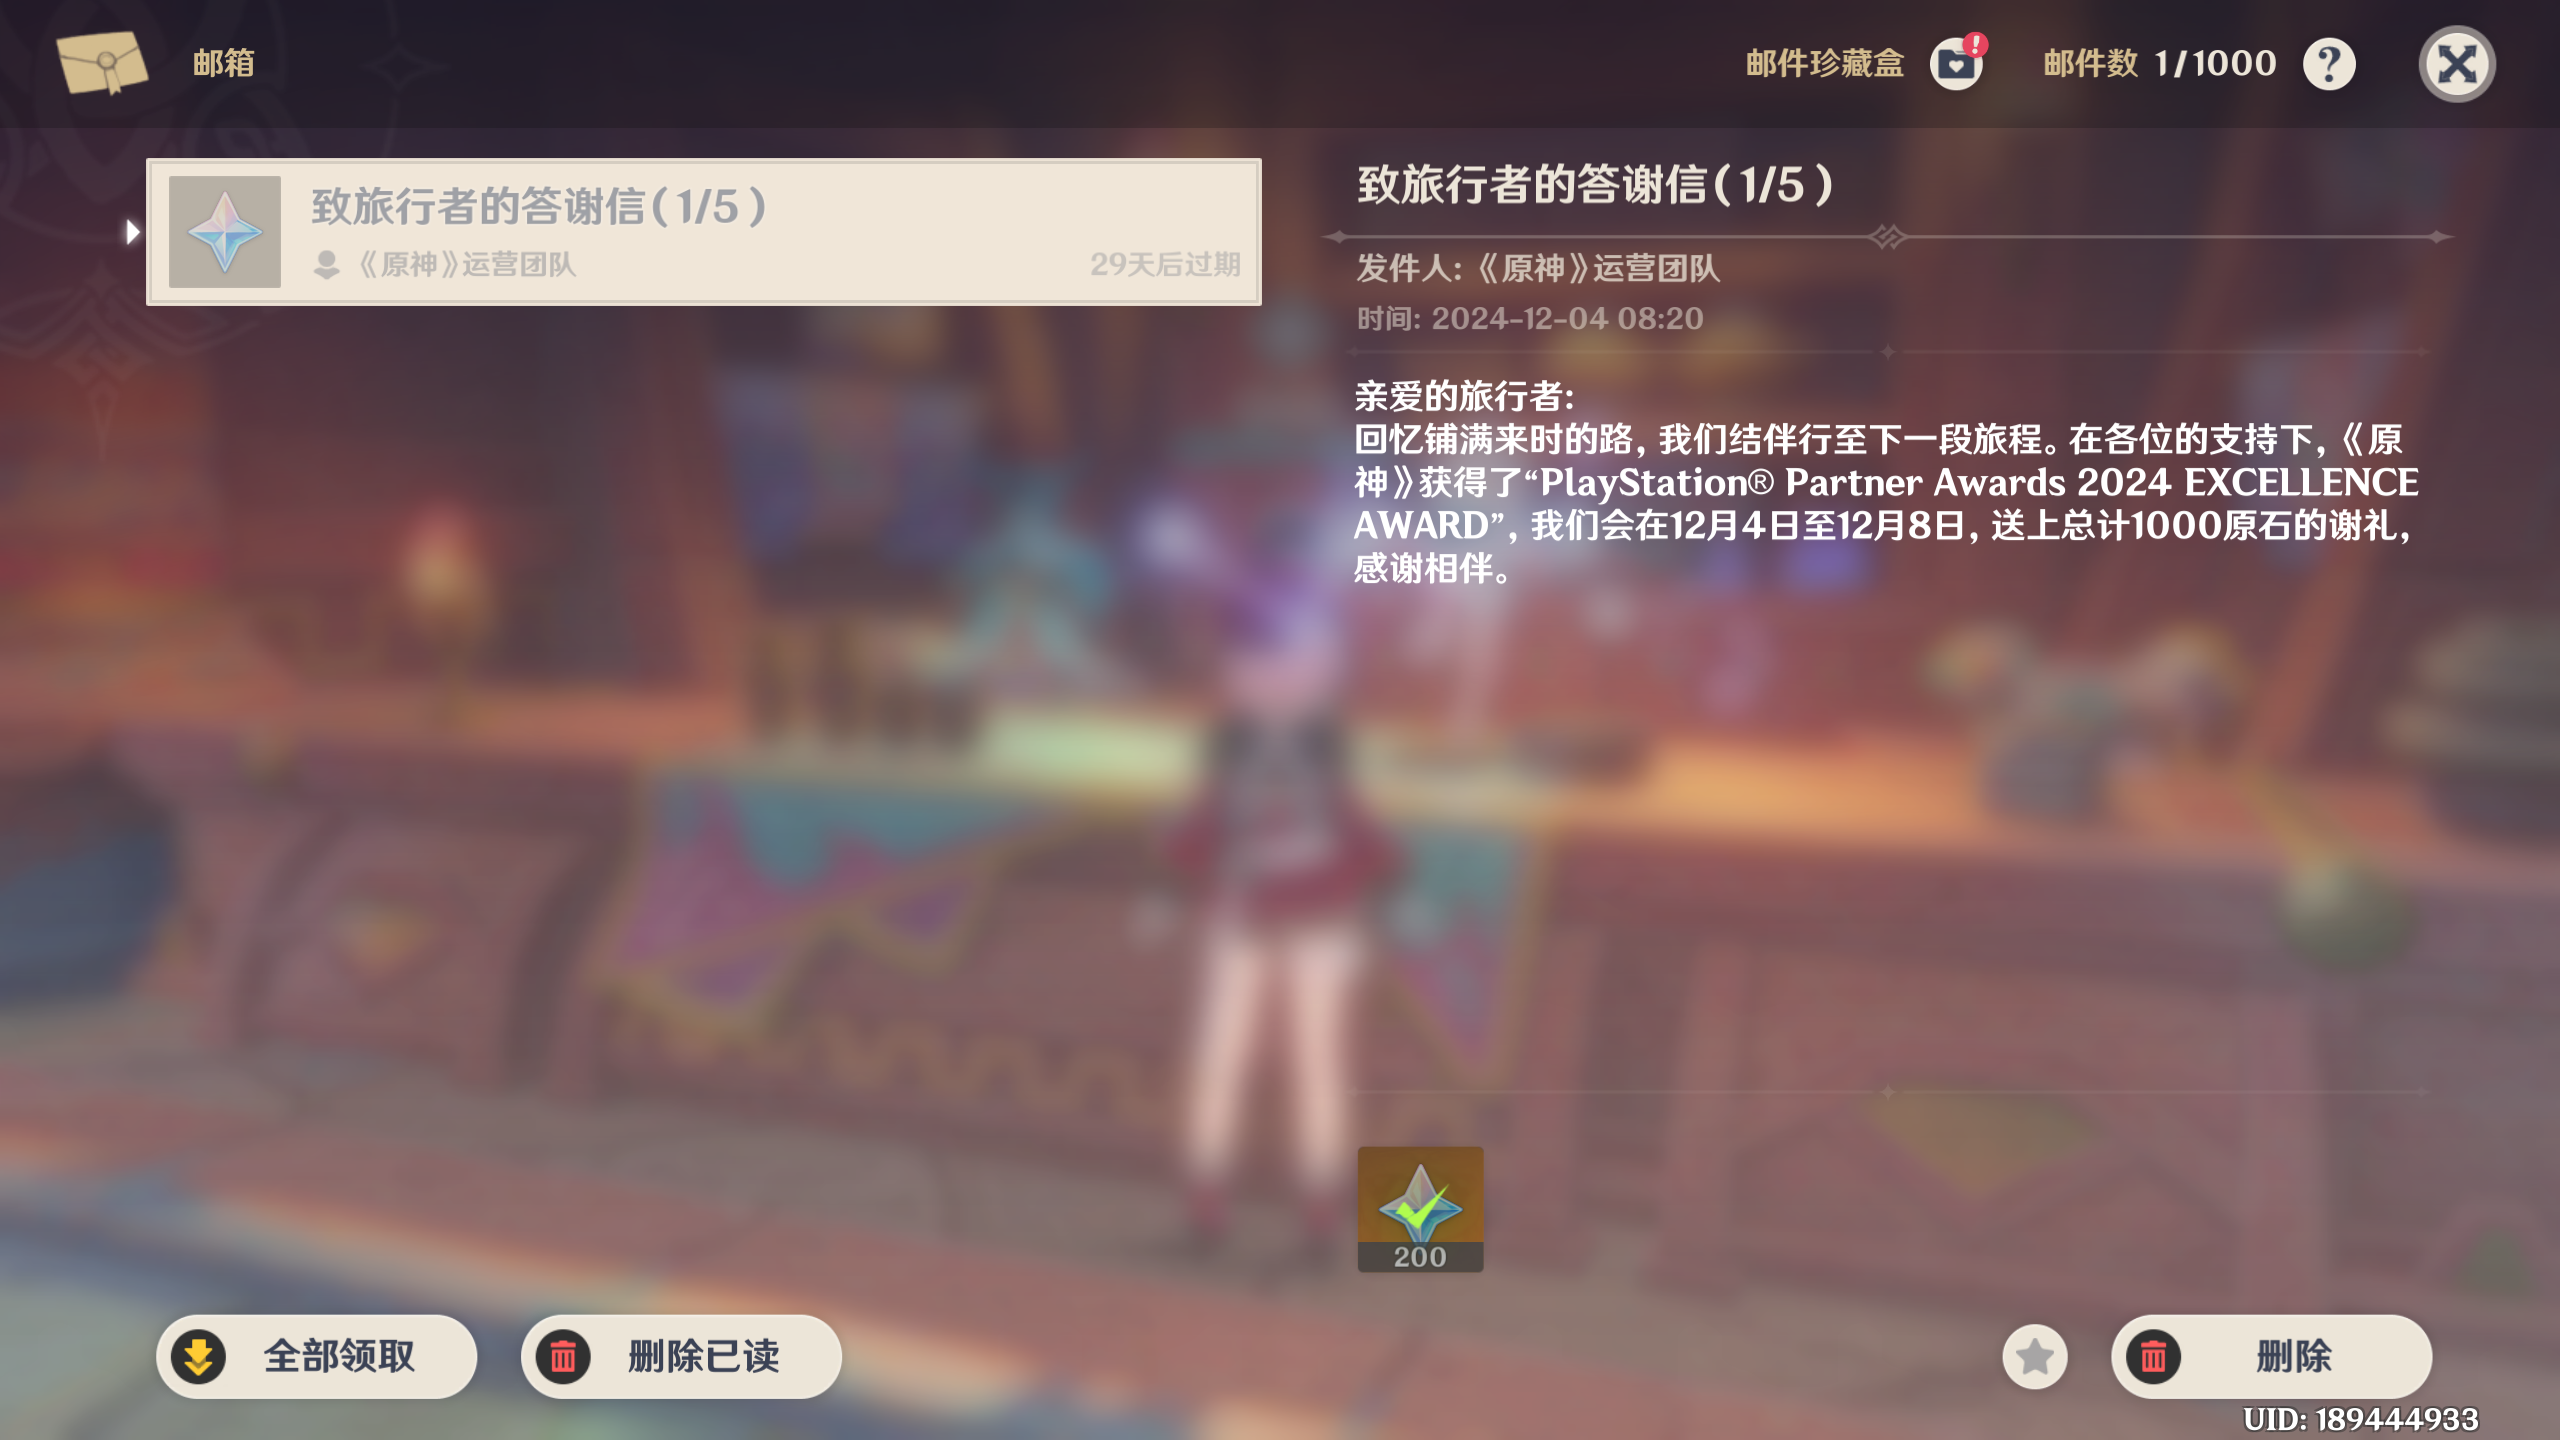 邮箱
邮件珍藏盒
邮件数 1/1000
致旅行者的答谢信(1/5)
《原神》运营团队
29天后过期
致旅行者的答谢信(1/5)
发件人:《原神》运营团队
时间: 2024-12-04 08:20
亲爱的旅行者:
回忆铺满来时的路, 我们结伴行至下一段旅程。在各位的支持下,《原
神》获得了“PlayStation® Partner Awards 2024 EXCELLENCE
AWARD”, 我们会在12月4日至12月8日, 送上总计1000原石的谢礼,
感谢相伴。
200
全部领取
删除已读
删除
UID: 189444933